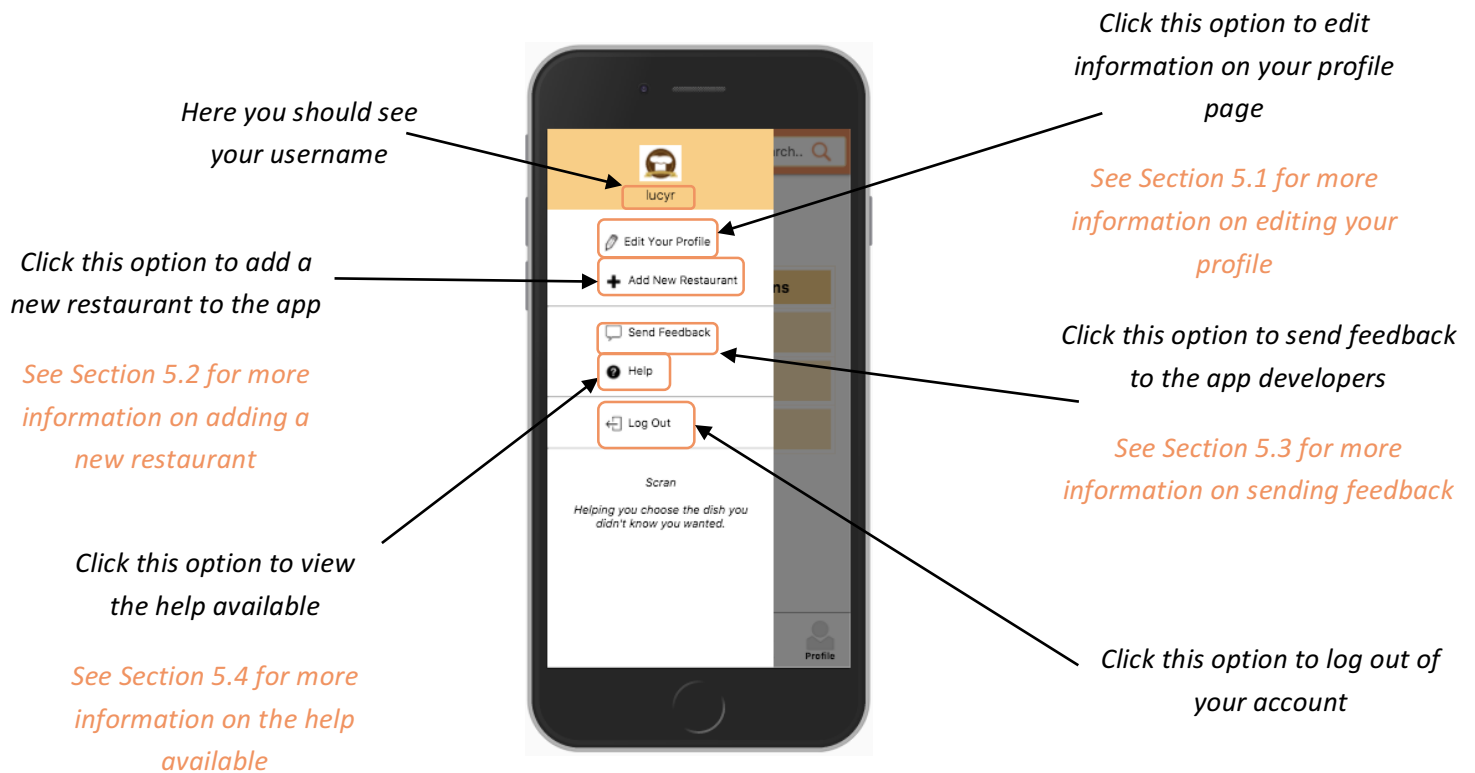 Here you should see
your username
Click this option to add a
new restaurant to the app
See Section 5.2 for more
information on adding a
new restaurant
Click this option to view
the help available
See Section 5.4 for more
information on the help
available
lucyr
Edit Your Profile
Add New Restaurant
Send Feedback
Help
Log Out
Scran
Helping you choose the dish you
didn't know you wanted.
rch..
ns
Profile
Click this option to edit
information on your profile
page
See Section 5.1 for more
information on editing your
profile
Click this option to send feedback
to the app developers
See Section 5.3 for more
information on sending feedback
Click this option to log out of
your account